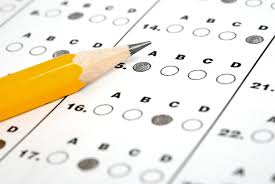 D
17.
A B C D
14.
A B C D
5.
A B C D
16.
A B C D
A
A B
21.
A B
22.